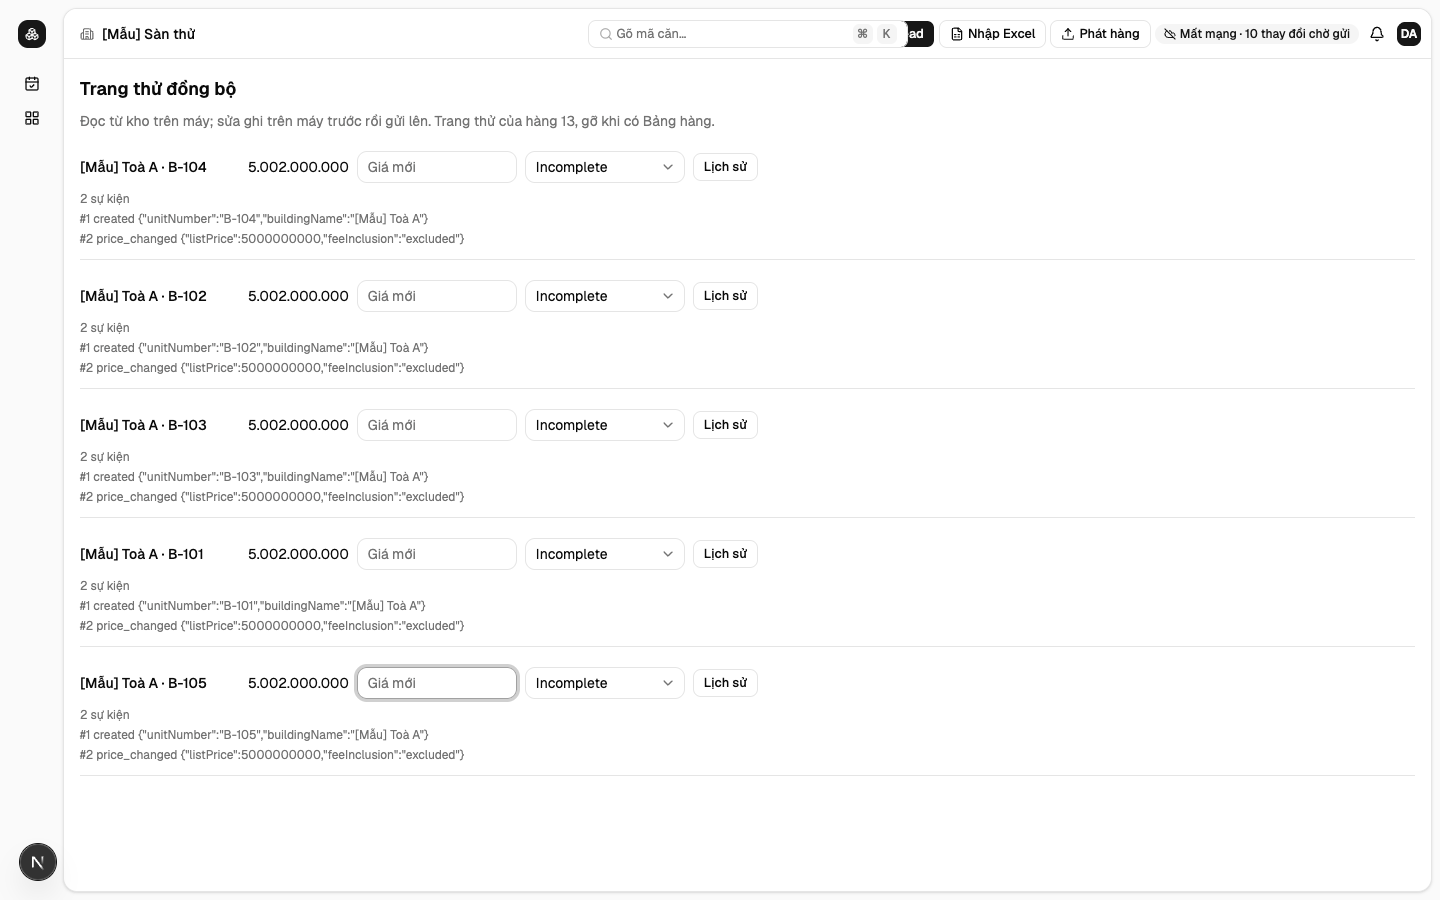 [Mẫu] Sàn thử
Gõ mã căn...
⌘ K
ad
Nhập Excel
Phát hàng
Mất mạng · 10 thay đổi chờ gửi
DA
Trang thử đồng bộ
Đọc từ kho trên máy; sửa ghi trên máy trước rồi gửi lên. Trang thử của hàng 13, gỡ khi có Bảng hàng.
[Mẫu] Toà A · B-104 5.002.000.000 Giá mới Incomplete Lịch sử
2 sự kiện
#1 created {"unitNumber":"B-104","buildingName":"[Mẫu] Toà A"}
#2 price_changed {"listPrice":5000000000,"feeInclusion":"excluded"}
[Mẫu] Toà A · B-102 5.002.000.000 Giá mới Incomplete Lịch sử
2 sự kiện
#1 created {"unitNumber":"B-102","buildingName":"[Mẫu] Toà A"}
#2 price_changed {"listPrice":5000000000,"feeInclusion":"excluded"}
[Mẫu] Toà A · B-103 5.002.000.000 Giá mới Incomplete Lịch sử
2 sự kiện
#1 created {"unitNumber":"B-103","buildingName":"[Mẫu] Toà A"}
#2 price_changed {"listPrice":5000000000,"feeInclusion":"excluded"}
[Mẫu] Toà A · B-101 5.002.000.000 Giá mới Incomplete Lịch sử
2 sự kiện
#1 created {"unitNumber":"B-101","buildingName":"[Mẫu] Toà A"}
#2 price_changed {"listPrice":5000000000,"feeInclusion":"excluded"}
[Mẫu] Toà A · B-105 5.002.000.000 Giá mới Incomplete Lịch sử
2 sự kiện
#1 created {"unitNumber":"B-105","buildingName":"[Mẫu] Toà A"}
#2 price_changed {"listPrice":5000000000,"feeInclusion":"excluded"}
N